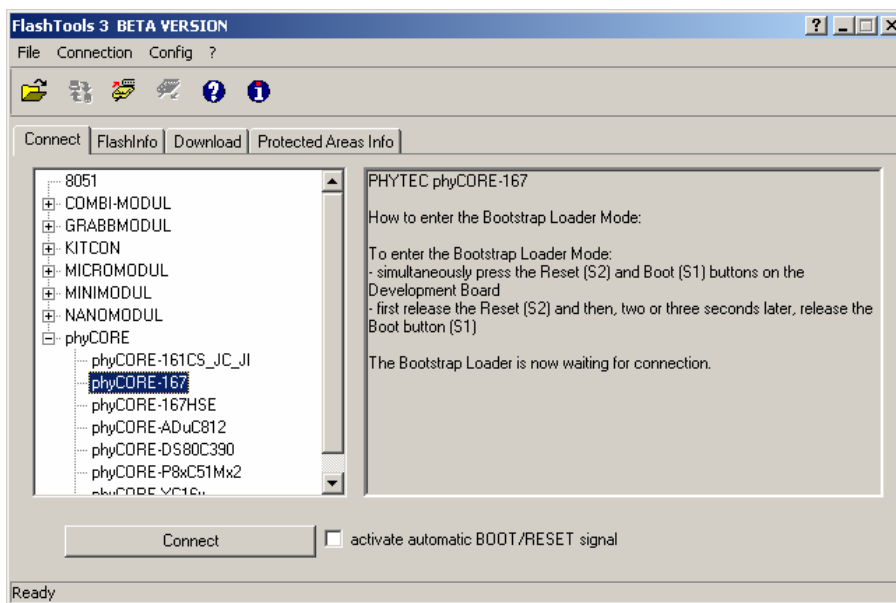 FlashTools 3 BETA VERSION
File Connection Config ?
Connect FlashInfo Download Protected Areas Info
8051
COMBI-MODUL
GRABBMODUL
KITCON
MICROMODUL
MINIMODUL
NANOMODUL
phyCORE
phyCORE-161CS_JC_JI
phyCORE-167
phyCORE-167HSE
phyCORE-ADuC812
phyCORE-DS80C390
phyCORE-P8xC51Mx2
PHYTEC phyCORE-167
How to enter the Bootstrap Loader Mode:
To enter the Bootstrap Loader Mode:
- simultaneously press the Reset (S2) and Boot (S1) buttons on the
Development Board
- first release the Reset (S2) and then, two or three seconds later, release the
Boot button (S1)
The Bootstrap Loader is now waiting for connection.
Connect
activate automatic BOOT/RESET signal
Ready